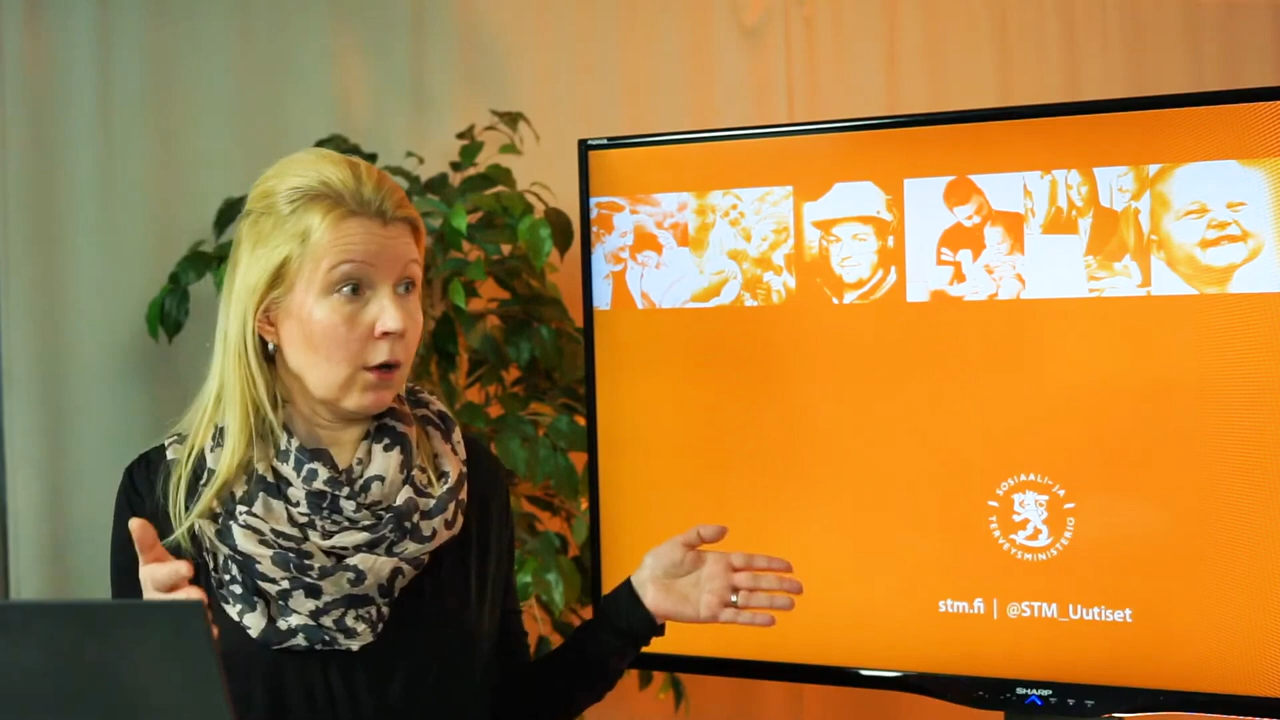 SOSIAALI- JA
TERVEYSMINISTERIÖ
stm.fi | @STM_Uutiset
SHARP